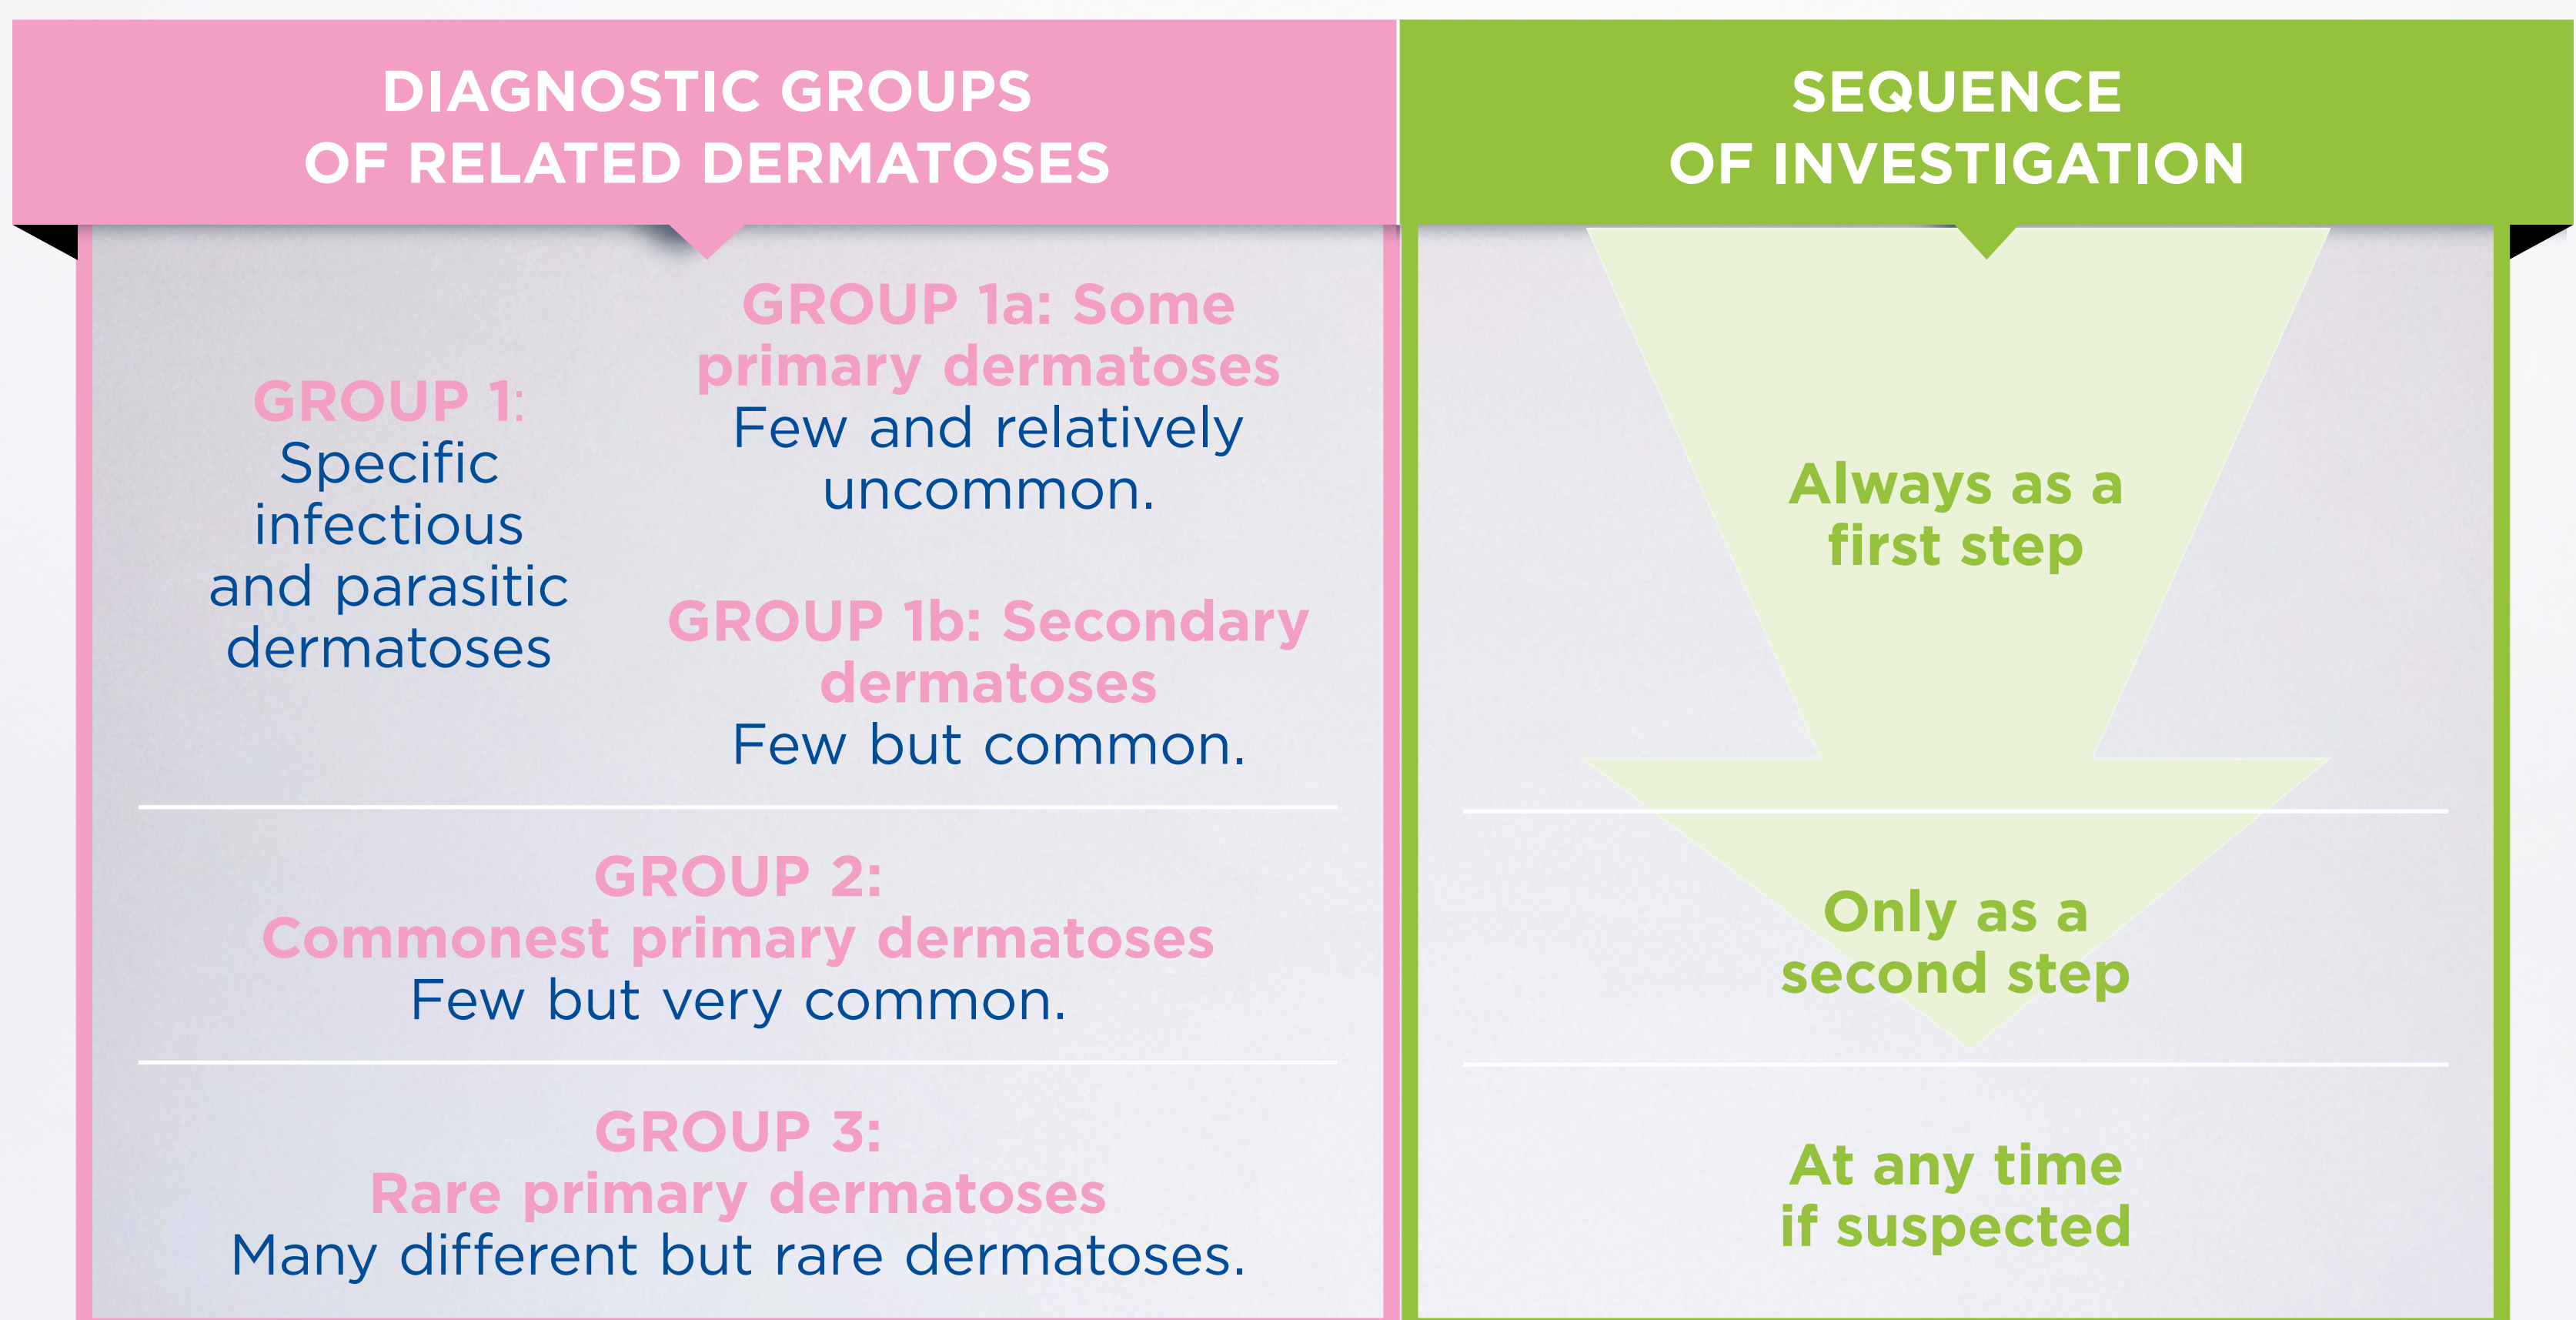 DIAGNOSTIC GROUPS
OF RELATED DERMATOSES
SEQUENCE
OF INVESTIGATION
GROUP 1:
Specific
infectious
and parasitic
dermatoses
GROUP 1a: Some
primary dermatoses
Few and relatively
uncommon.
GROUP 1b: Secondary
dermatoses
Few but common.
Always as a
first step
GROUP 2:
Commonest primary dermatoses
Few but very common.
Only as a
second step
GROUP 3:
Rare primary dermatoses
Many different but rare dermatoses.
At any time
if suspected